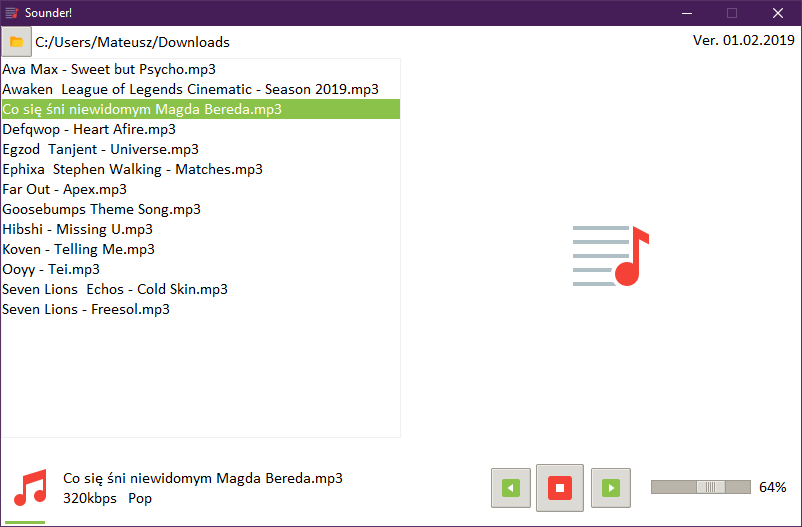 Sounder!
C:/Users/Mateusz/Downloads
Ver. 01.02.2019
Ava Max - Sweet but Psycho.mp3
Awaken  League of Legends Cinematic - Season 2019.mp3
Co się śni niewidomym Magda Bereda.mp3
Defqwop - Heart Afire.mp3
Egzod  Tanjent - Universe.mp3
Ephixa  Stephen Walking - Matches.mp3
Far Out - Apex.mp3
Goosebumps Theme Song.mp3
Hibshi - Missing U.mp3
Koven - Telling Me.mp3
Ooyy - Tei.mp3
Seven Lions  Echos - Cold Skin.mp3
Seven Lions - Freesol.mp3
Co się śni niewidomym Magda Bereda.mp3
320kbps   Pop
64%